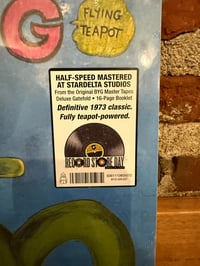 G
FLYING
TEAPOT
HALF-SPEED MASTERED
AT STARDELTA STUDIOS
From the Original BYG Master Tapes
Deluxe Gatefold • 16-Page Booklet
Definitive 1973 classic.
Fully teapot-powered.
RECORD STORE DAY